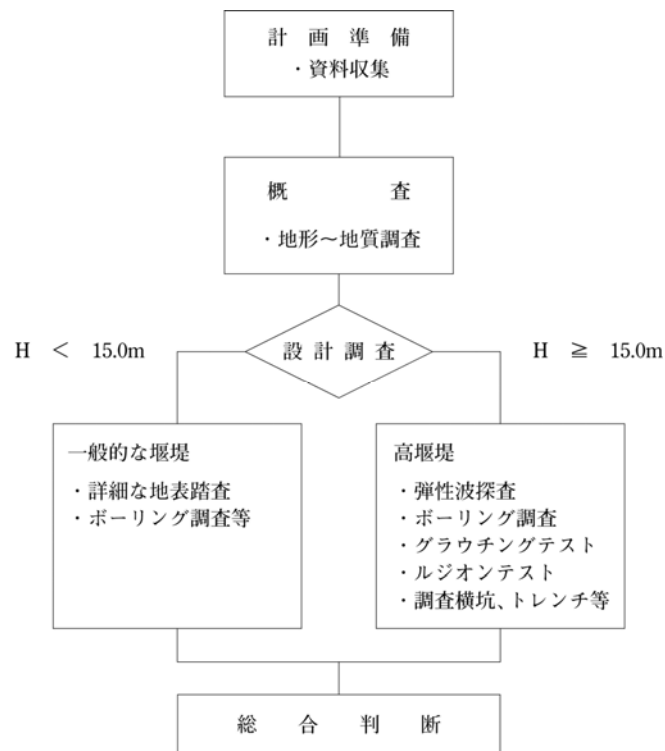 計画準備
・資料収集
概査
・地形～地質調査
設計調査
H < 15.0m
H ≧ 15.0m
一般的な堰堤
・詳細な地表踏査
・ボーリング調査等
高堰堤
・弾性波探査
・ボーリング調査
・グラウチングテスト
・ルジオンテスト
・調査横坑、トレンチ等
総合判断